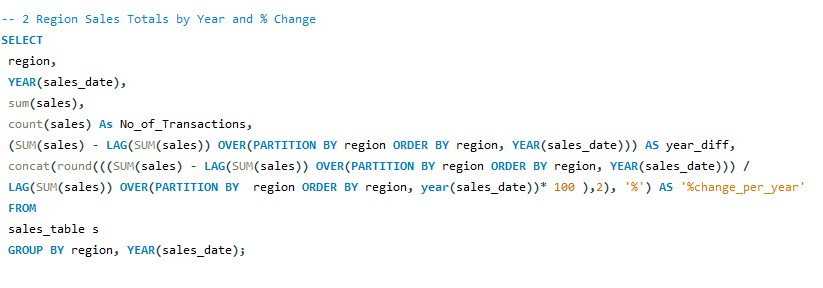 -- 2 Region Sales Totals by Year and % Change
SELECT
region,
YEAR(sales_date),
sum(sales),
count(sales) As No_of_Transactions,
(SUM(sales) - LAG(SUM(sales)) OVER(PARTITION BY region ORDER BY region, YEAR(sales_date))) AS year_diff,
concat(round(((SUM(sales) - LAG(SUM(sales)) OVER(PARTITION BY region ORDER BY region, YEAR(sales_date))) /
LAG(SUM(sales)) OVER(PARTITION BY  region ORDER BY region, year(sales_date))* 100 ),2), '%') AS '%change_per_year'
FROM
sales_table s
GROUP BY region, YEAR(sales_date);